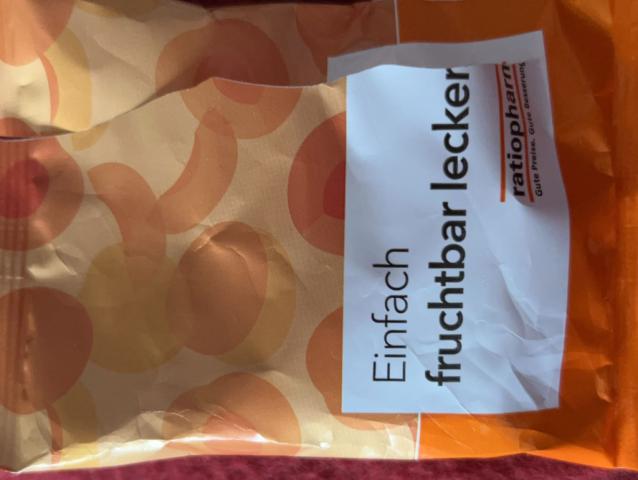 Einfach
fruchtbar lecker
ratiopharm
Gute Preise. Gute Besserung